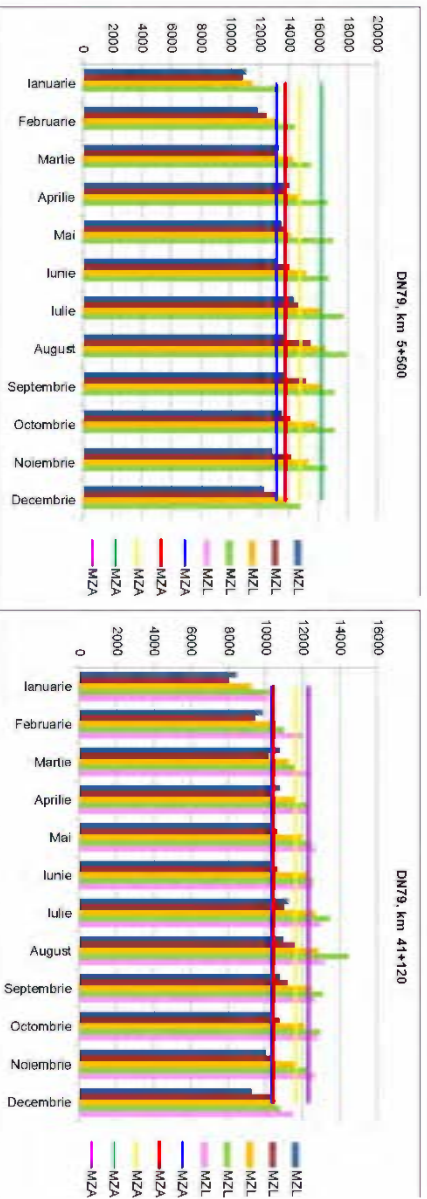 DN79, km 5+500
20000
18000
16000
14000
12000
10000
8000
6000
4000
2000
0
Ianuarie
Februarie
Martie
Aprilie
Mai
Iunie
Iulie
August
Septembrie
Octombrie
Noiembrie
Decembrie
MZL
MZL
MZL
MZL
MZL
MZA
MZA
MZA
MZA
MZA
DN79, km 41+120
16000
14000
12000
10000
8000
6000
4000
2000
0
Ianuarie
Februarie
Martie
Aprilie
Mai
Iunie
Iulie
August
Septembrie
Octombrie
Noiembrie
Decembrie
MZL
MZL
MZL
MZL
MZL
MZA
MZA
MZA
MZA
MZA